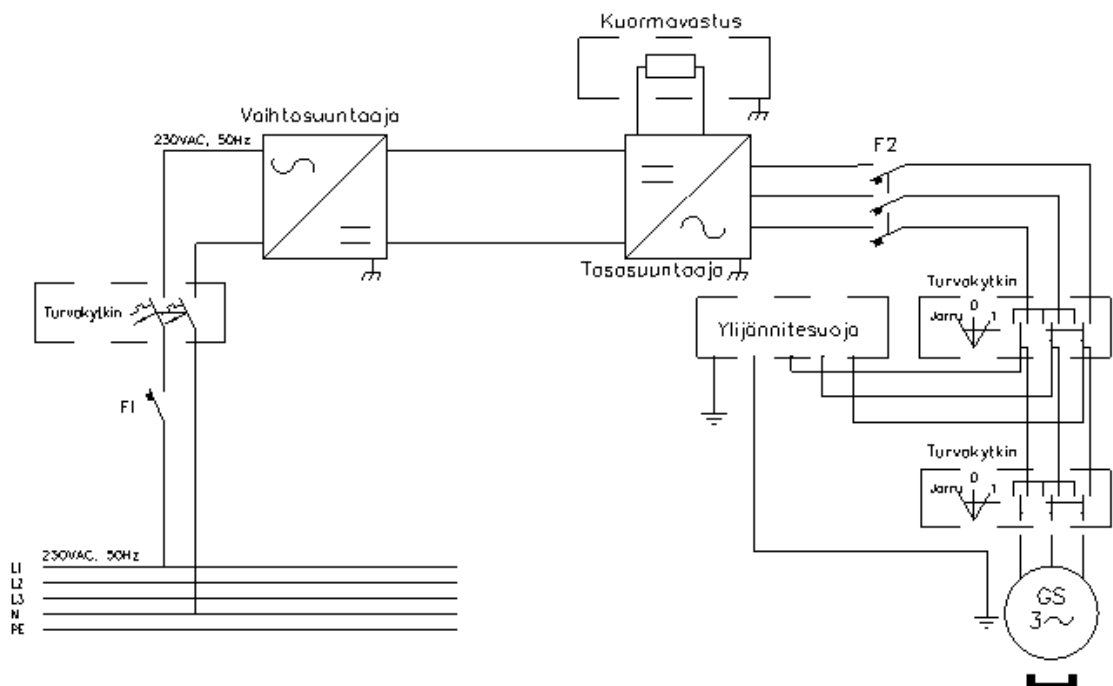 Kuormavastus
Vaihtosuuntaaja
230VAC, 50Hz
F2
Tasasuuntaaja
Turvakytkin
Turvakytkin
0
Jarru
1
Ylijännitesuoja
F1
Turvakytkin
0
Jarru
1
230VAC, 50Hz
L1
L2
L3
N
PE
GS
3~